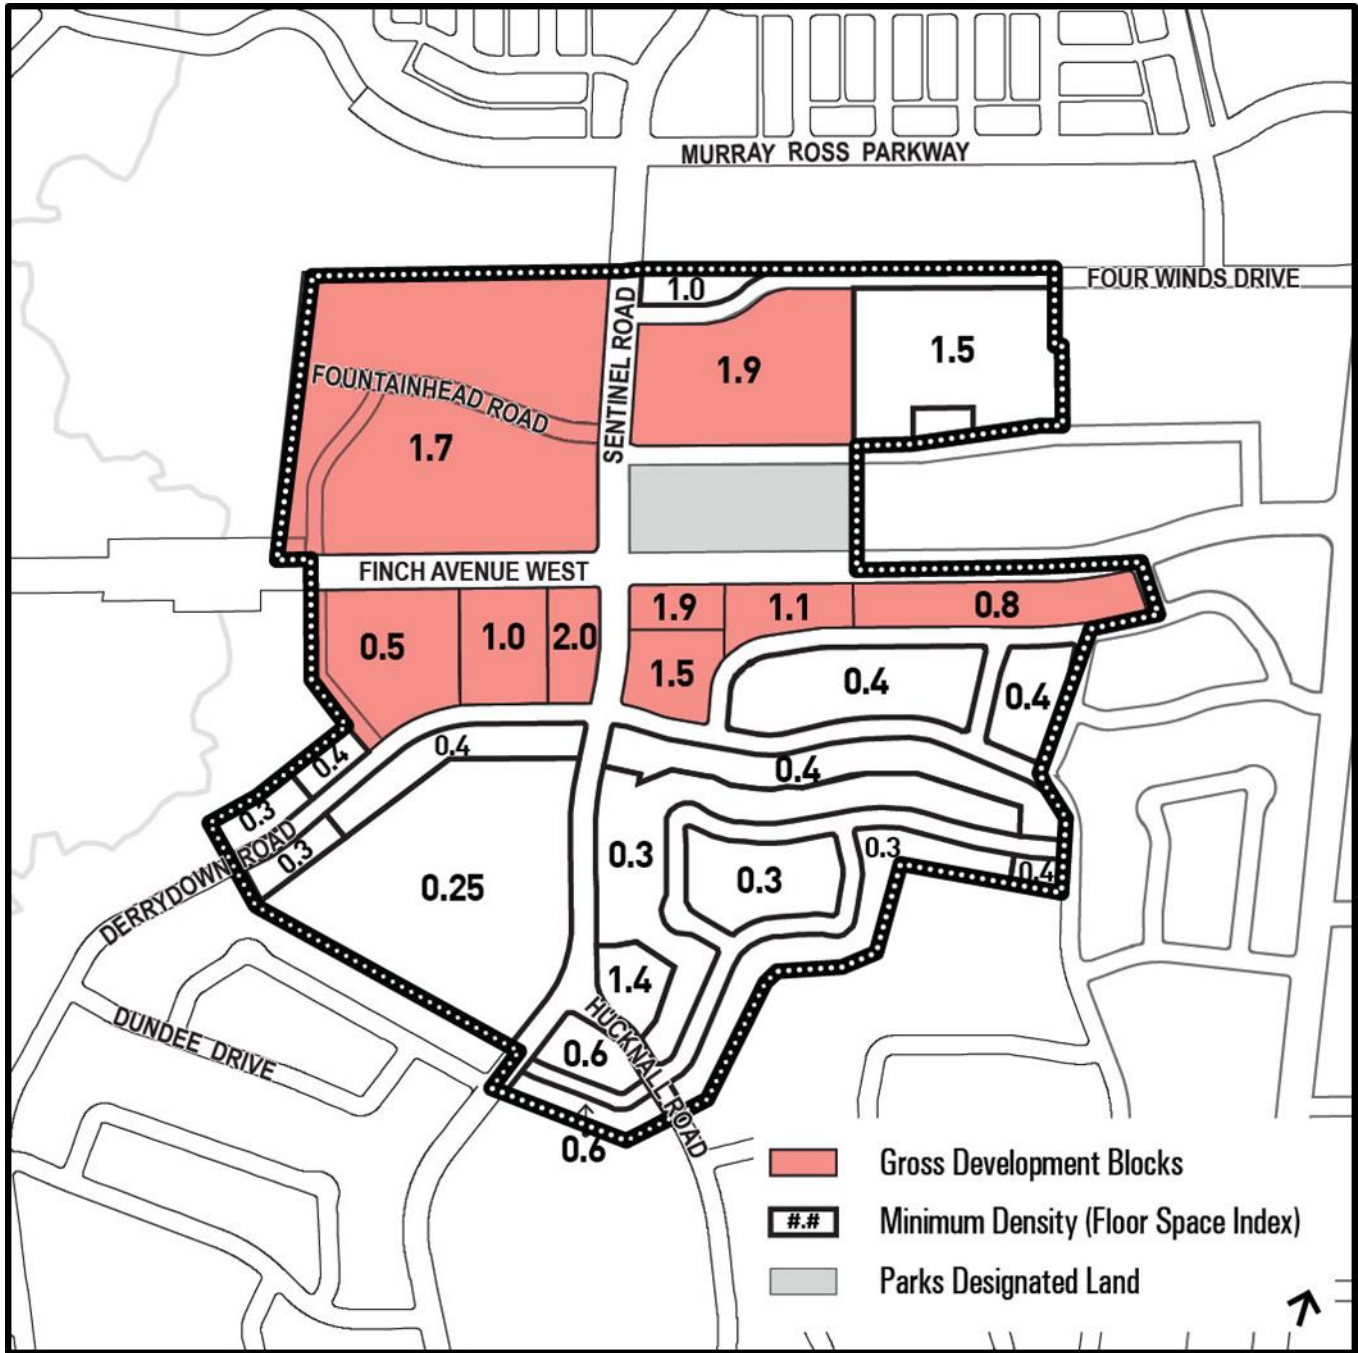 MURRAY ROSS PARKWAY
FOUR WINDS DRIVE
1.0
SENTINEL ROAD
1.9
1.5
FOUNTAINHEAD ROAD
1.7
FINCH AVENUE WEST
0.5
1.0
2.0
1.9
1.1
0.8
1.5
0.4
0.4
0.4
0.4
0.4
0.3
DERRYDOWN ROAD
0.3
0.25
0.3
0.3
0.3
0.4
1.4
HUCKNALL ROAD
DUNDEE DRIVE
0.6
0.6
Gross Development Blocks
#.# Minimum Density (Floor Space Index)
Parks Designated Land